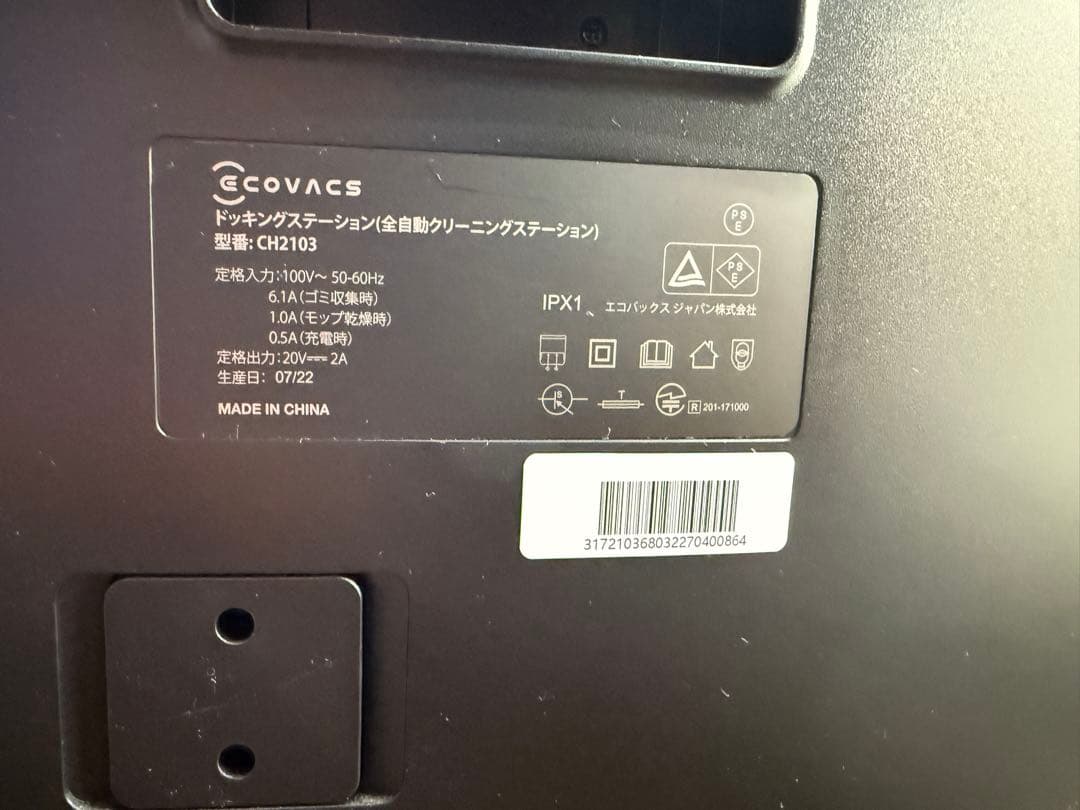 ECOVACS
ドッキングステーション(全自動クリーニングステーション)
型番: CH2103
定格入力:100V～ 50-60Hz
6.1A(ゴミ収集時)
1.0A(モップ乾燥時)
0.5A(充電時)
定格出力:20V⎓ 2A
生産日: 07/22
MADE IN CHINA
PS
E
PS
E
IPX1
エコバックス ジャパン株式会社
S
T
R 201-171000
317210368032270400864